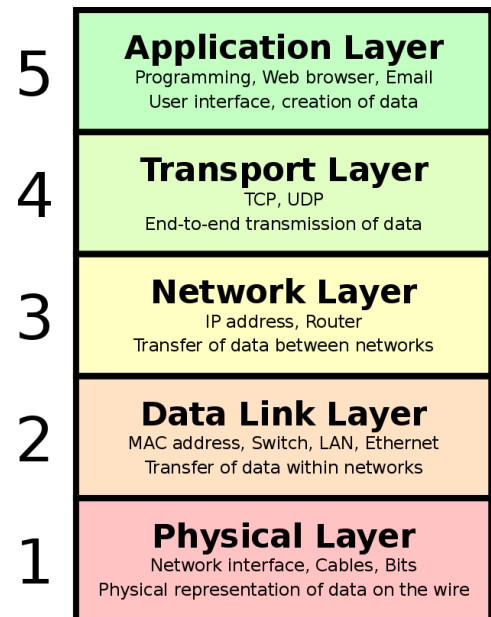 5
Application Layer
Programming, Web browser, Email
User interface, creation of data
4
Transport Layer
TCP, UDP
End-to-end transmission of data
3
Network Layer
IP address, Router
Transfer of data between networks
2
Data Link Layer
MAC address, Switch, LAN, Ethernet
Transfer of data within networks
1
Physical Layer
Network interface, Cables, Bits
Physical representation of data on the wire